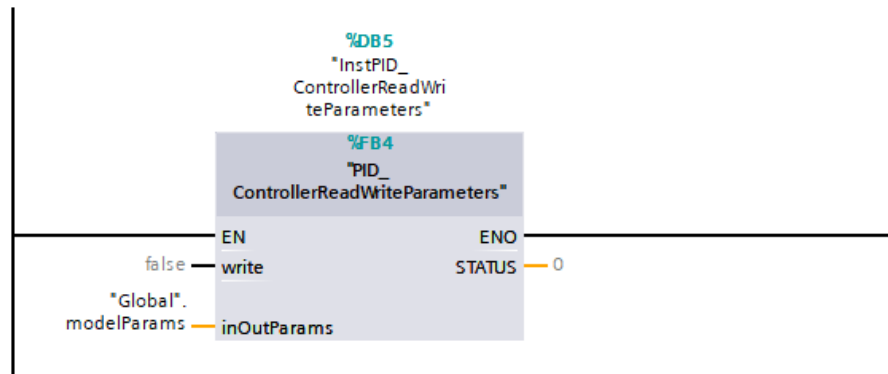 %DB5
"InstPID_
ControllerReadWri
teParameters"
%FB4
"PID_
ControllerReadWriteParameters"
EN ENO
false write STATUS 0
"Global".
modelParams inOutParams